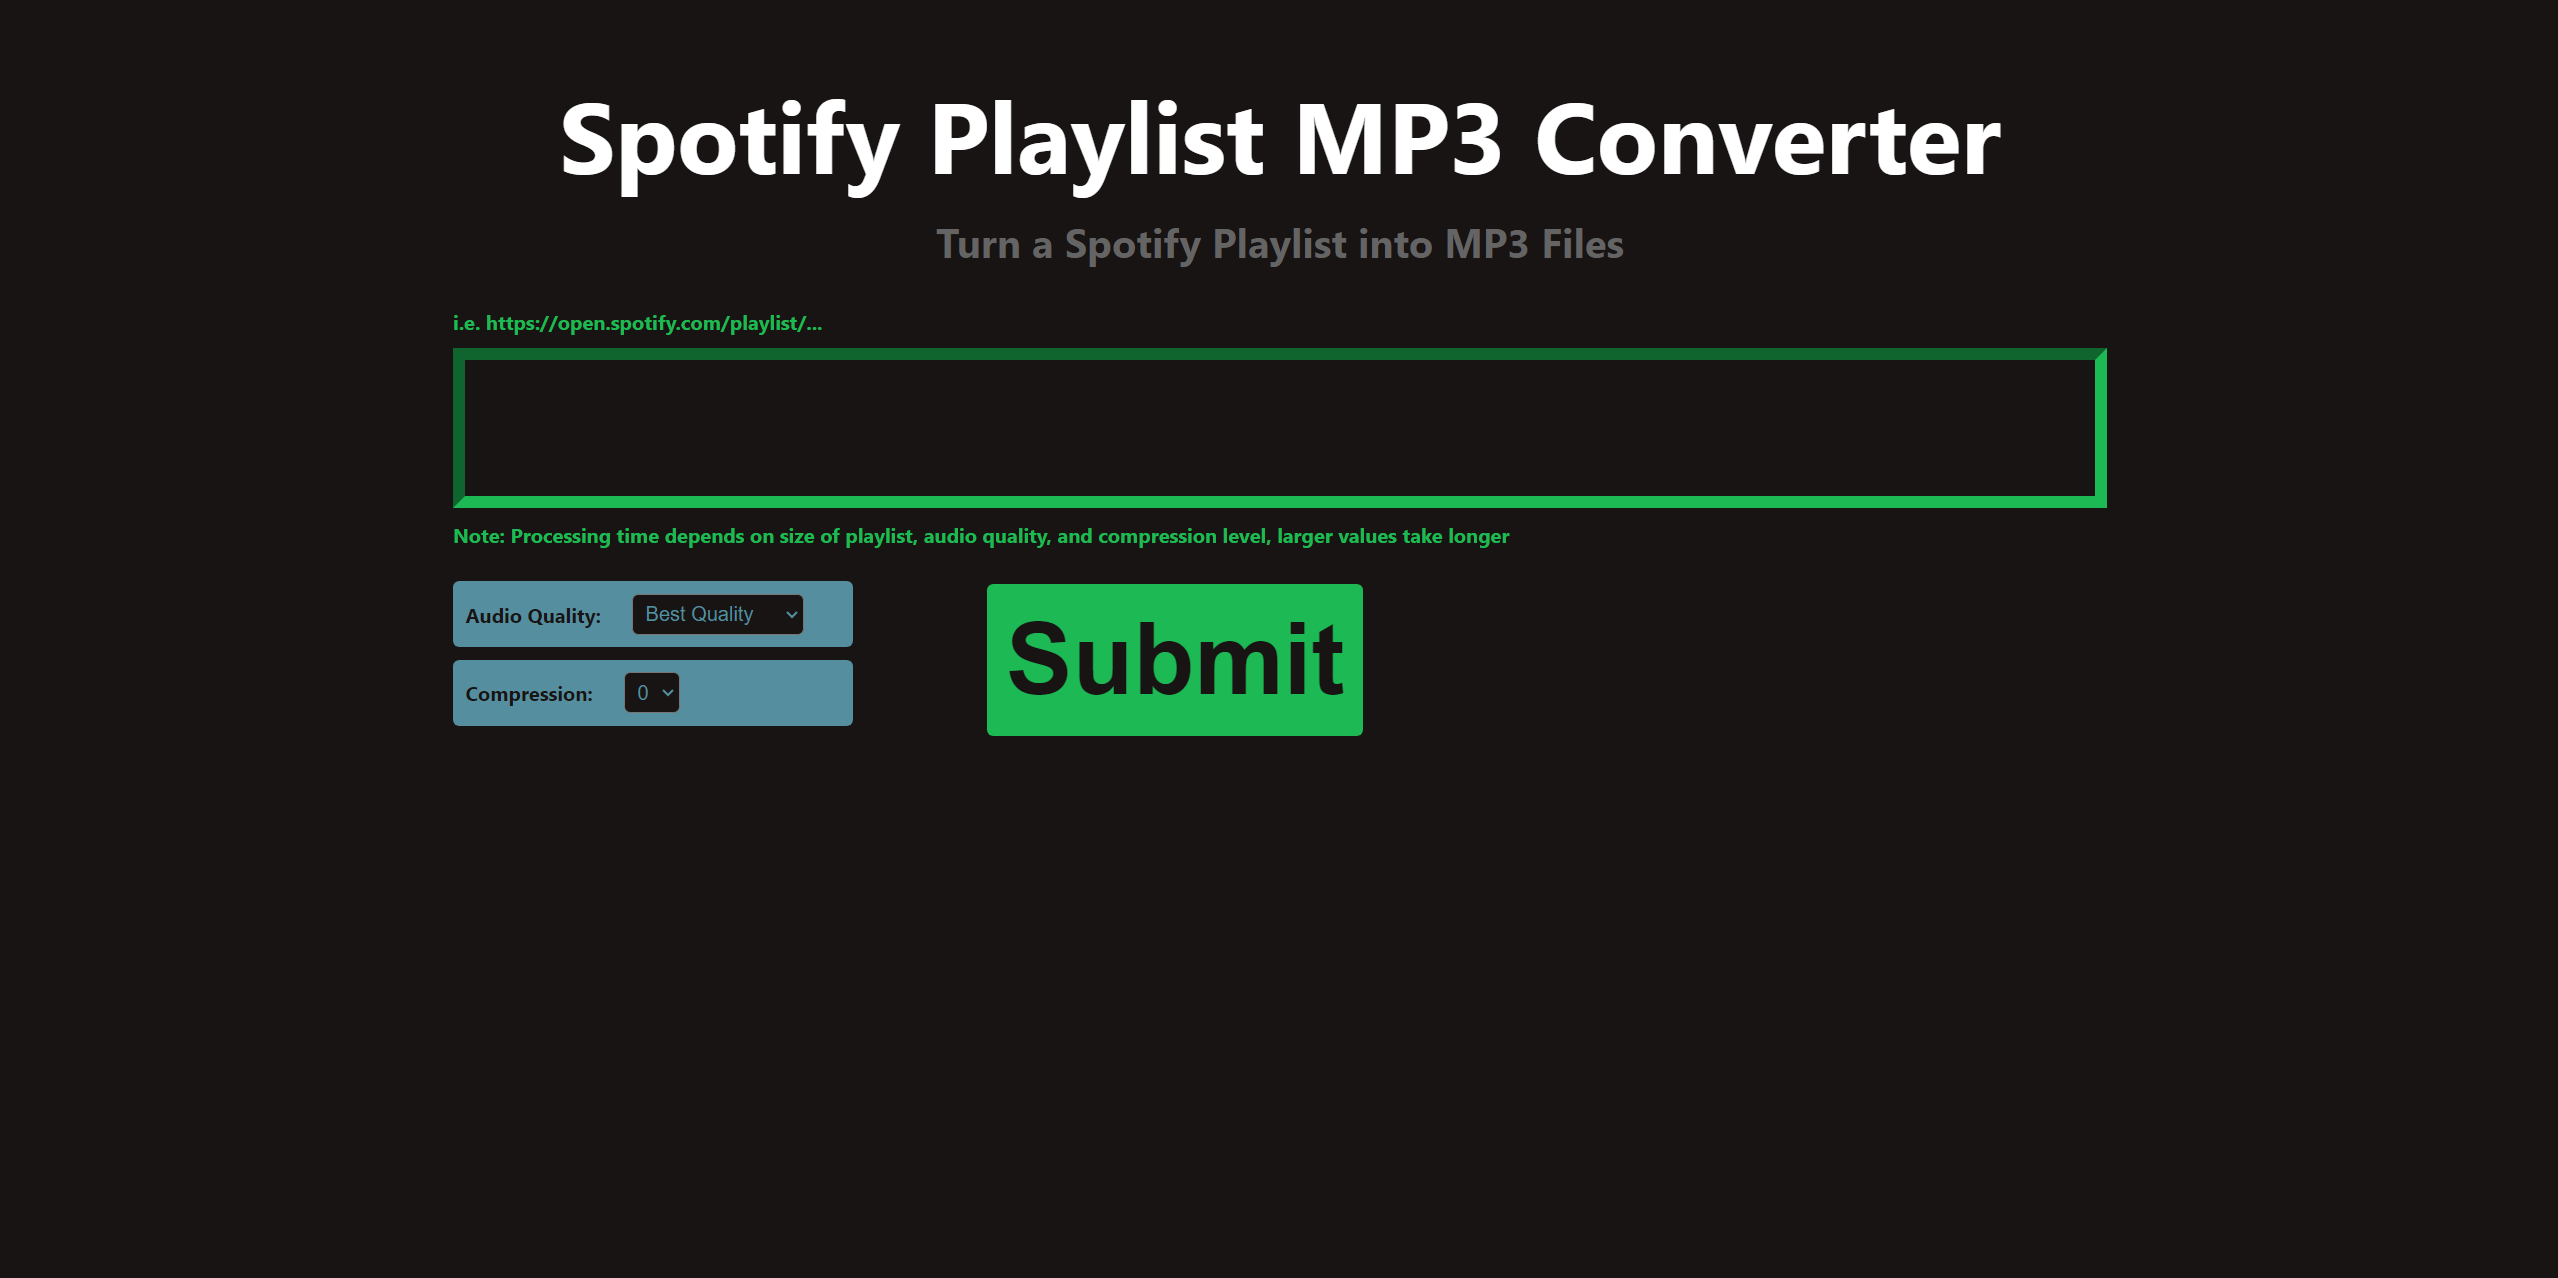 Spotify Playlist MP3 Converter
Turn a Spotify Playlist into MP3 Files
i.e. https://open.spotify.com/playlist/...
Note: Processing time depends on size of playlist, audio quality, and compression level, larger values take longer
Audio Quality: Best Quality
Compression: 0
Submit